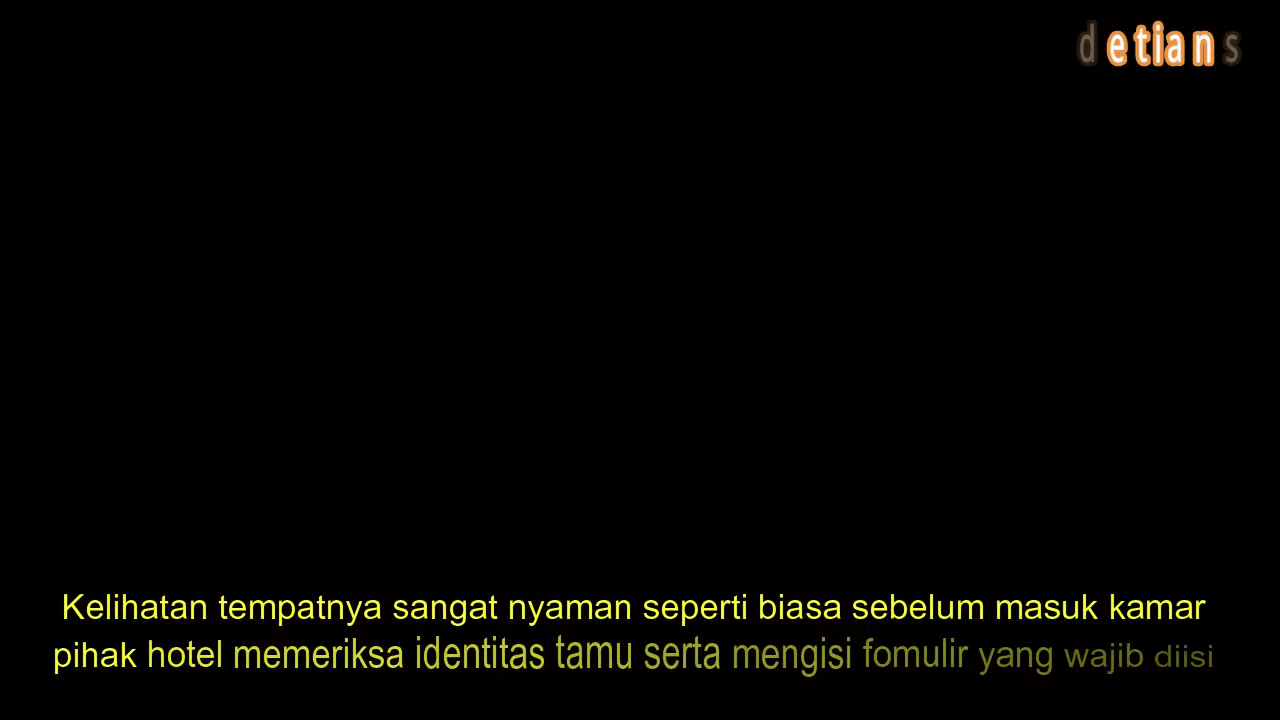 detians
Kelihatan tempatnya sangat nyaman seperti biasa sebelum masuk kamar
pihak hotel memeriksa identitas tamu serta mengisi fomulir yang wajib diisi